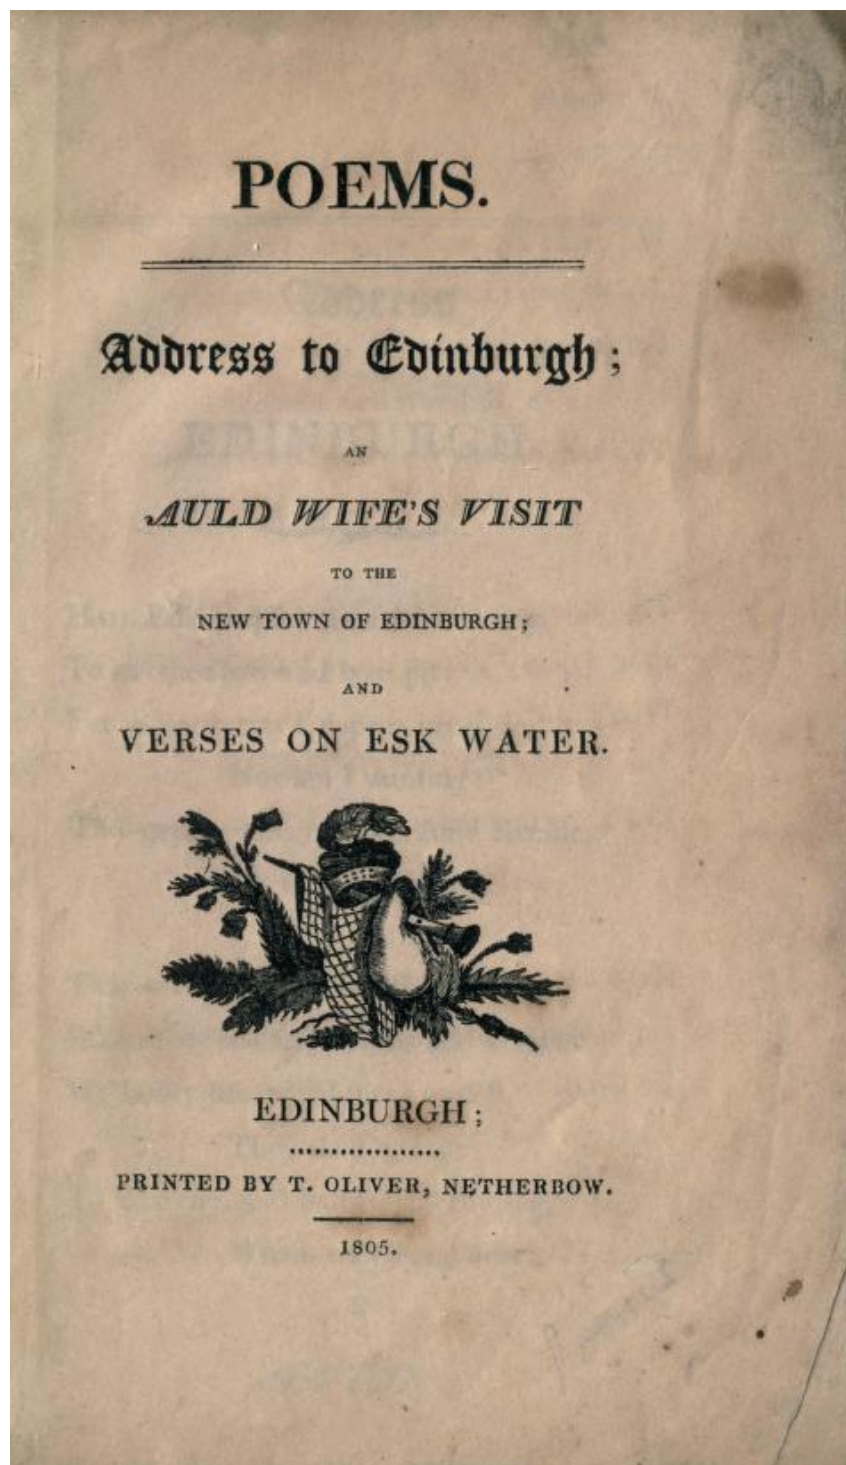 POEMS.
Address to Edinburgh;
AN
AULD WIFE'S VISIT
TO THE
NEW TOWN OF EDINBURGH;
AND
VERSES ON ESK WATER.
EDINBURGH;
PRINTED BY T. OLIVER, NETHERBOW.
1805.